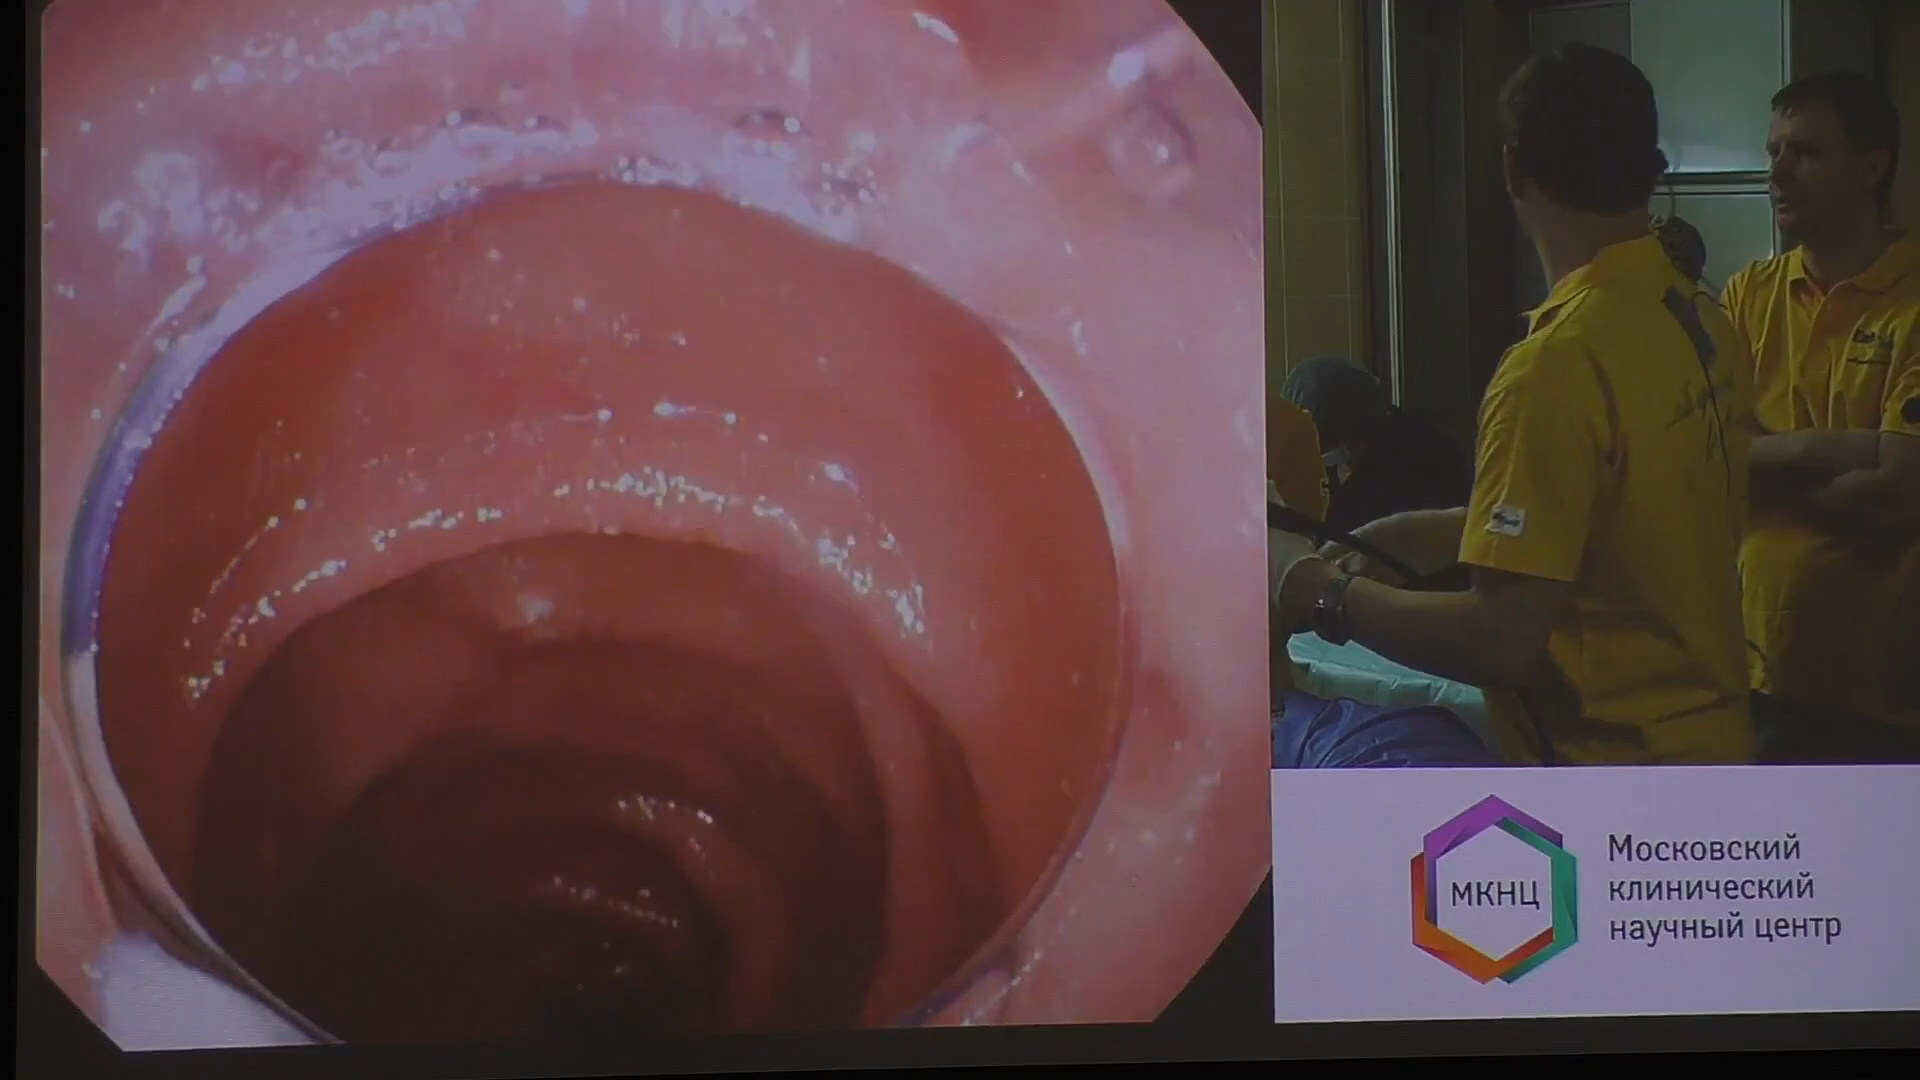 МКНЦ
Московский
клинический
научный центр